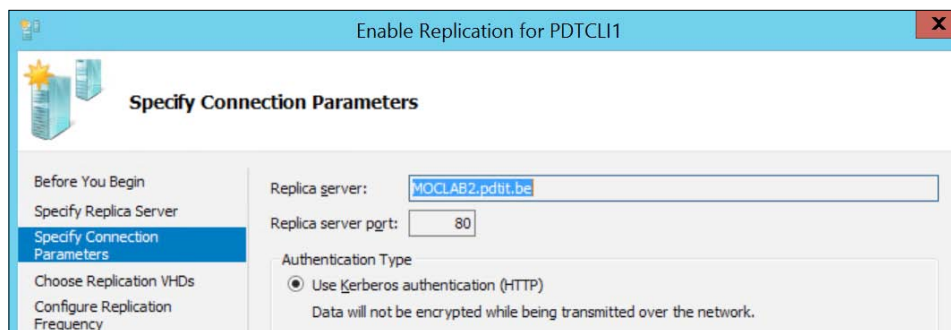 Enable Replication for PDTCLI1
x
Specify Connection Parameters
Before You Begin
Specify Replica Server
Specify Connection
Parameters
Choose Replication VHDs
Configure Replication
Frequency
Replica server:
MOCLAB2.pdtit.be
Replica server port:
80
Authentication Type
Use Kerberos authentication (HTTP)
Data will not be encrypted while being transmitted over the network.